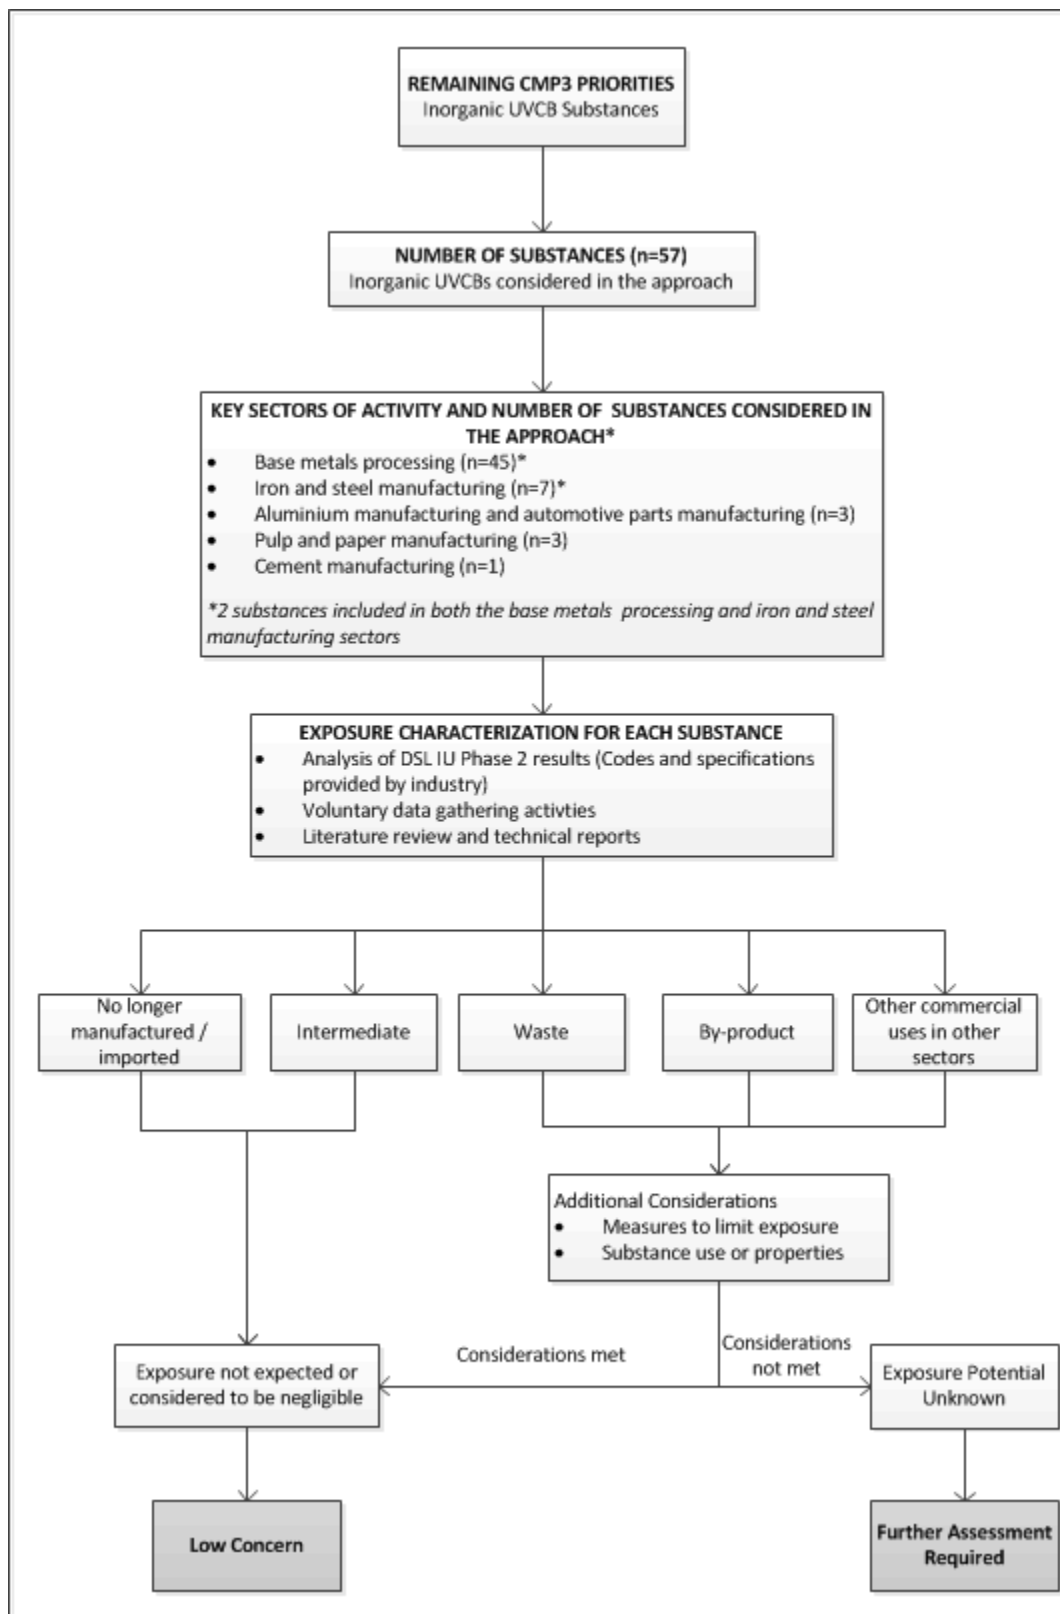 REMAINING CMP3 PRIORITIES
Inorganic UVCB Substances
NUMBER OF SUBSTANCES (n=57)
Inorganic UVCBs considered in the approach
KEY SECTORS OF ACTIVITY AND NUMBER OF SUBSTANCES CONSIDERED IN
THE APPROACH*
• Base metals processing (n=45)*
• Iron and steel manufacturing (n=7)*
• Aluminium manufacturing and automotive parts manufacturing (n=3)
• Pulp and paper manufacturing (n=3)
• Cement manufacturing (n=1)
*2 substances included in both the base metals processing and iron and steel
manufacturing sectors
EXPOSURE CHARACTERIZATION FOR EACH SUBSTANCE
• Analysis of DSL IU Phase 2 results (Codes and specifications
provided by industry)
• Voluntary data gathering activties
• Literature review and technical reports
No longer
manufactured /
imported
Intermediate
Waste
By-product
Other commercial
uses in other
sectors
Additional Considerations
• Measures to limit exposure
• Substance use or properties
Considerations met
Considerations
not met
Exposure not expected or
considered to be negligible
Exposure Potential
Unknown
Low Concern
Further Assessment
Required